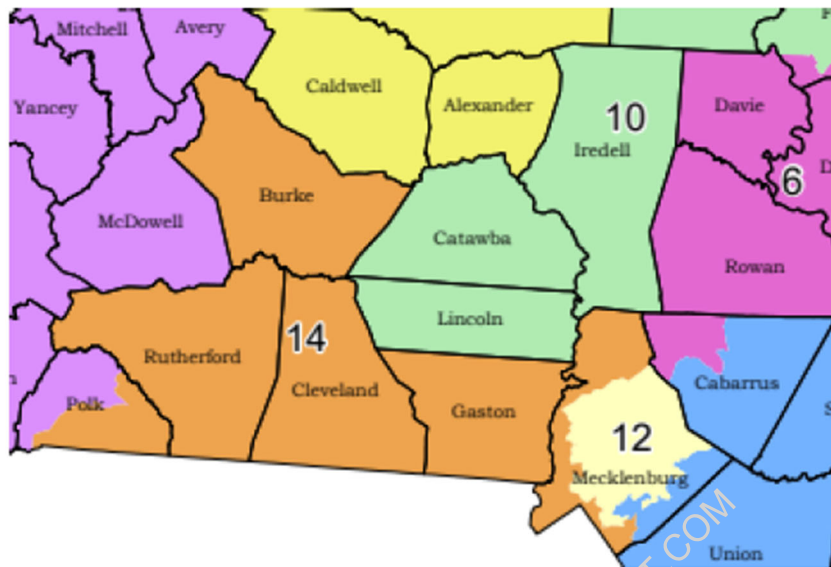 Mitchell
Avery
Yancey
Caldwell
Alexander
10
Iredell
Davie
6
D
Burke
McDowell
Catawba
Rowan
Lincoln
14
Rutherford
Cleveland
Gaston
Polk
n
Cabarrus
S
12
Mecklenburg
Union
T.COM